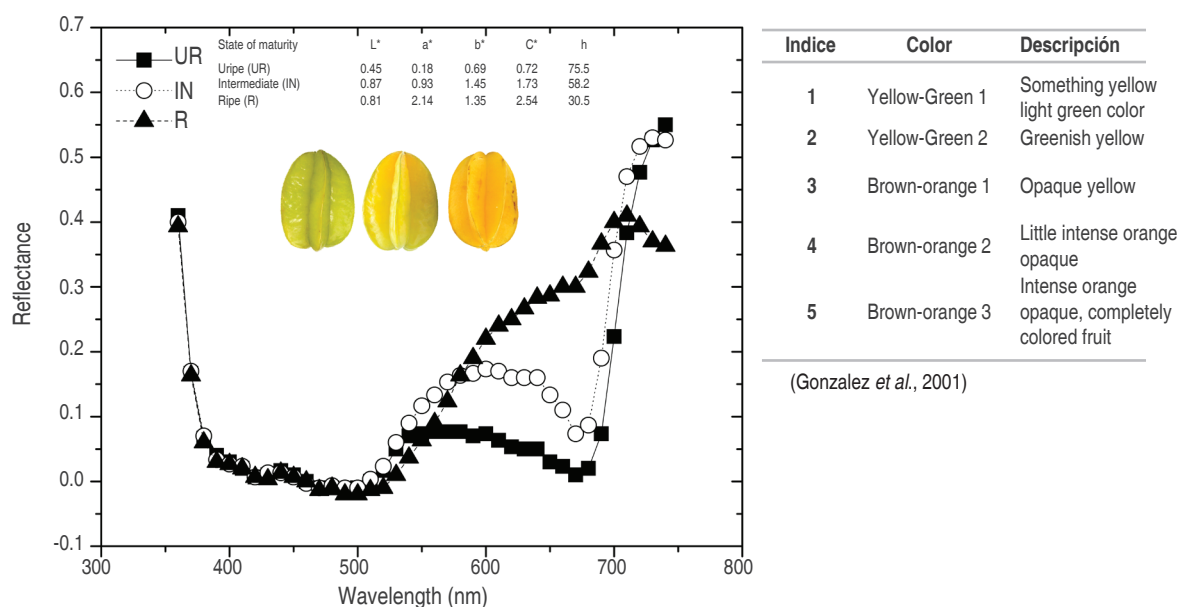 0.7
0.6
0.5
0.4
0.3
0.2
0.1
0.0
-0.1
Reflectance
300 400 500 600 700 800
Wavelength (nm)
UR
IN
R
State of maturity L* a* b* C* h
Uripe (UR) 0.45 0.18 0.69 0.72 75.5
Intermediate (IN) 0.87 0.93 1.45 1.73 58.2
Ripe (R) 0.81 2.14 1.35 2.54 30.5
Indice Color Descripción
1 Yellow-Green 1 Something yellow
light green color
2 Yellow-Green 2 Greenish yellow
3 Brown-orange 1 Opaque yellow
4 Brown-orange 2 Little intense orange
opaque
5 Brown-orange 3 Intense orange
opaque, completely
colored fruit
(Gonzalez et al., 2001)